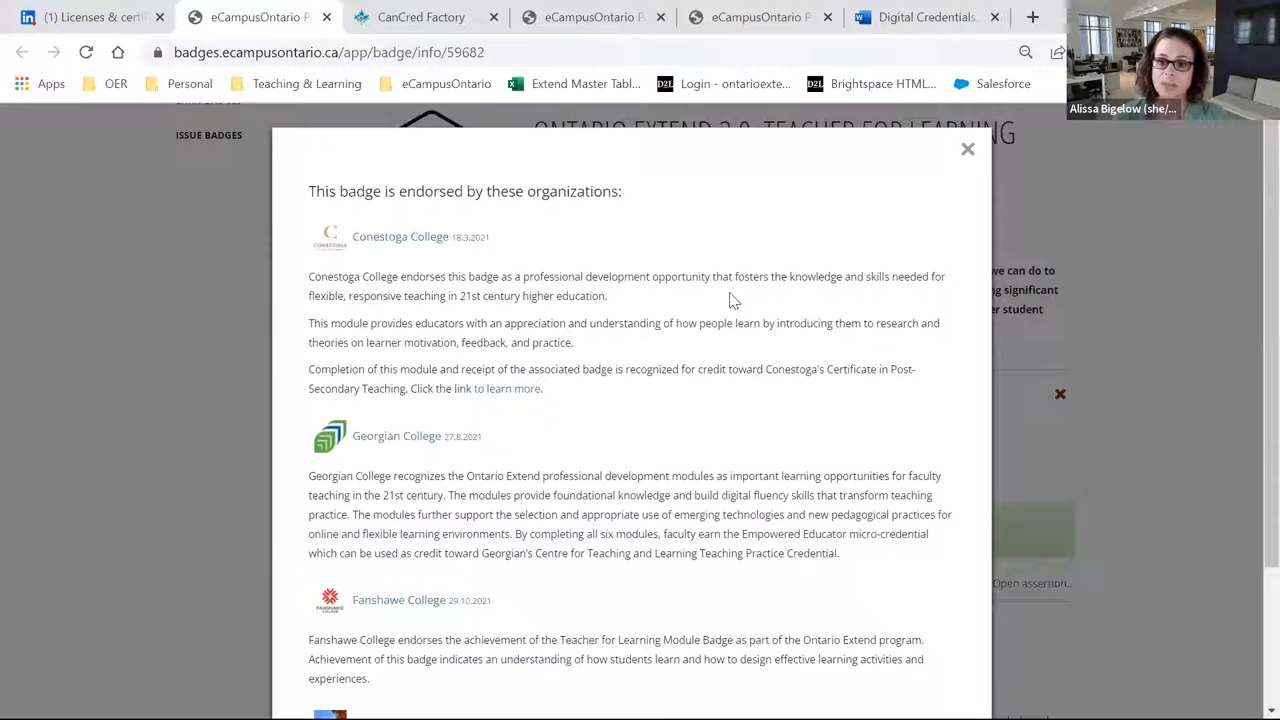 (1) Licenses & certi
eCampusOntario P
CanCred Factory
eCampusOntario P
eCampusOntario P
Digital Credentials.
badges.ecampusontario.ca/app/badge/info/59682
Apps
OER
Personal
Teaching & Learning
eCampusOntario
Extend Master Tabl...
D2L
Login - ontarioexte...
D2L
Brightspace HTML...
Salesforce
Alissa Bigelow (she/...
ISSUE BADGES
ONTARIO EXTEND 2.0: TEACHER FOR LEARNING
This badge is endorsed by these organizations:
C
CONESTOGA
Conestoga College 18.3.2021
Conestoga College endorses this badge as a professional development opportunity that fosters the knowledge and skills needed for
flexible, responsive teaching in 21st century higher education.
This module provides educators with an appreciation and understanding of how people learn by introducing them to research and
theories on learner motivation, feedback, and practice.
Completion of this module and receipt of the associated badge is recognized for credit toward Conestoga's Certificate in Post-
Secondary Teaching. Click the link to learn more.
Georgian College 27.8.2021
Georgian College recognizes the Ontario Extend professional development modules as important learning opportunities for faculty
teaching in the 21st century. The modules provide foundational knowledge and build digital fluency skills that transform teaching
practice. The modules further support the selection and appropriate use of emerging technologies and new pedagogical practices for
online and flexible learning environments. By completing all six modules, faculty earn the Empowered Educator micro-credential
which can be used as credit toward Georgian's Centre for Teaching and Learning Teaching Practice Credential.
FANSHAWE
COLLEGE
Fanshawe College 29.10.2021
Fanshawe College endorses the achievement of the Teacher for Learning Module Badge as part of the Ontario Extend program.
Achievement of this badge indicates an understanding of how students learn and how to design effective learning activities and
experiences.
we can do to
ng significant
er student
Open assertion..